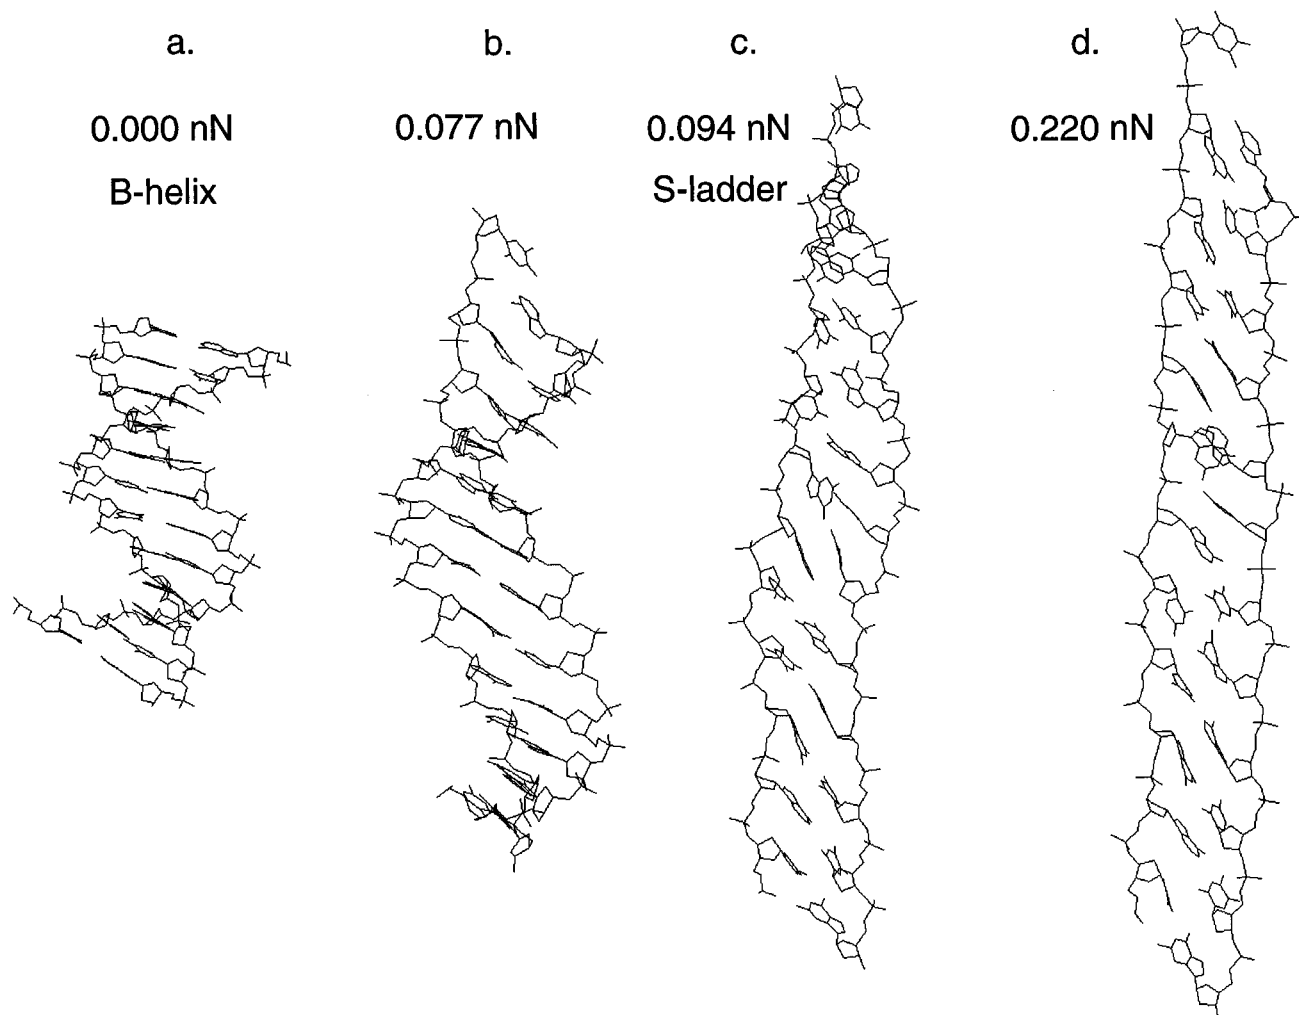 a.
0.000 nN
B-helix
b.
0.077 nN
c.
0.094 nN
S-ladder
d.
0.220 nN